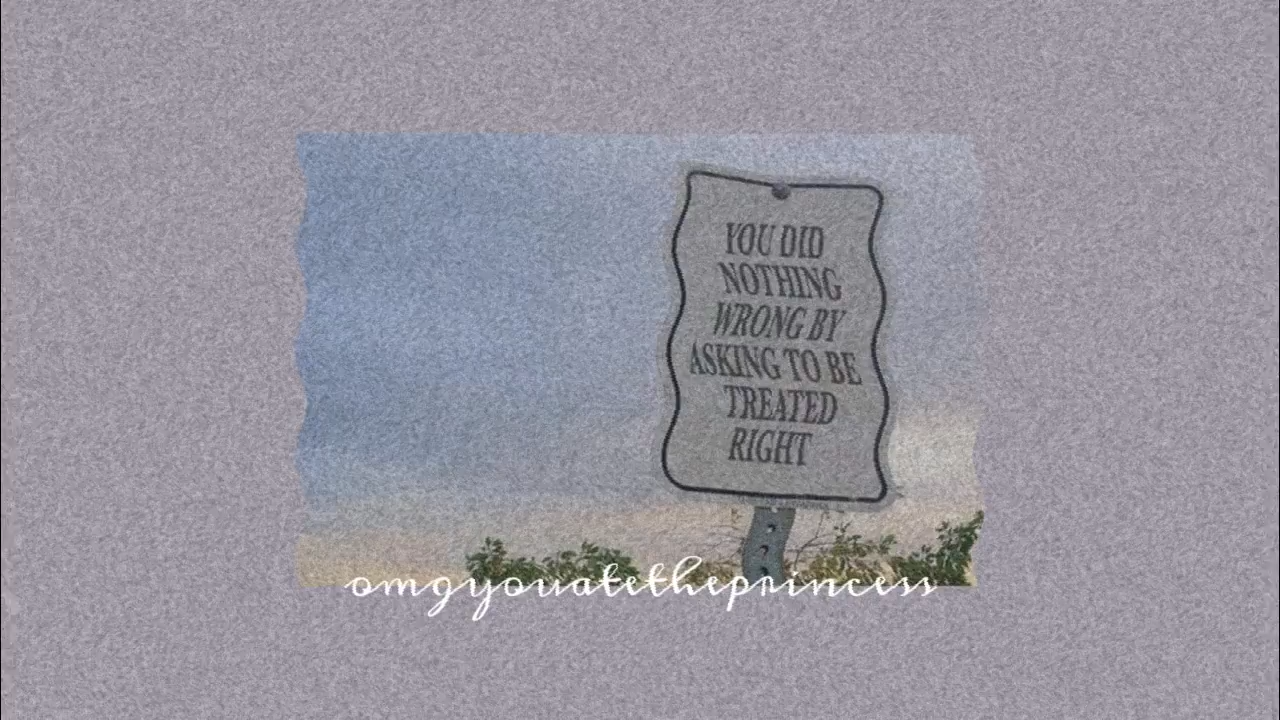 YOU DID
NOTHING
WRONG BY
ASKING TO BE
TREATED
RIGHT
omgyouatetheprincess